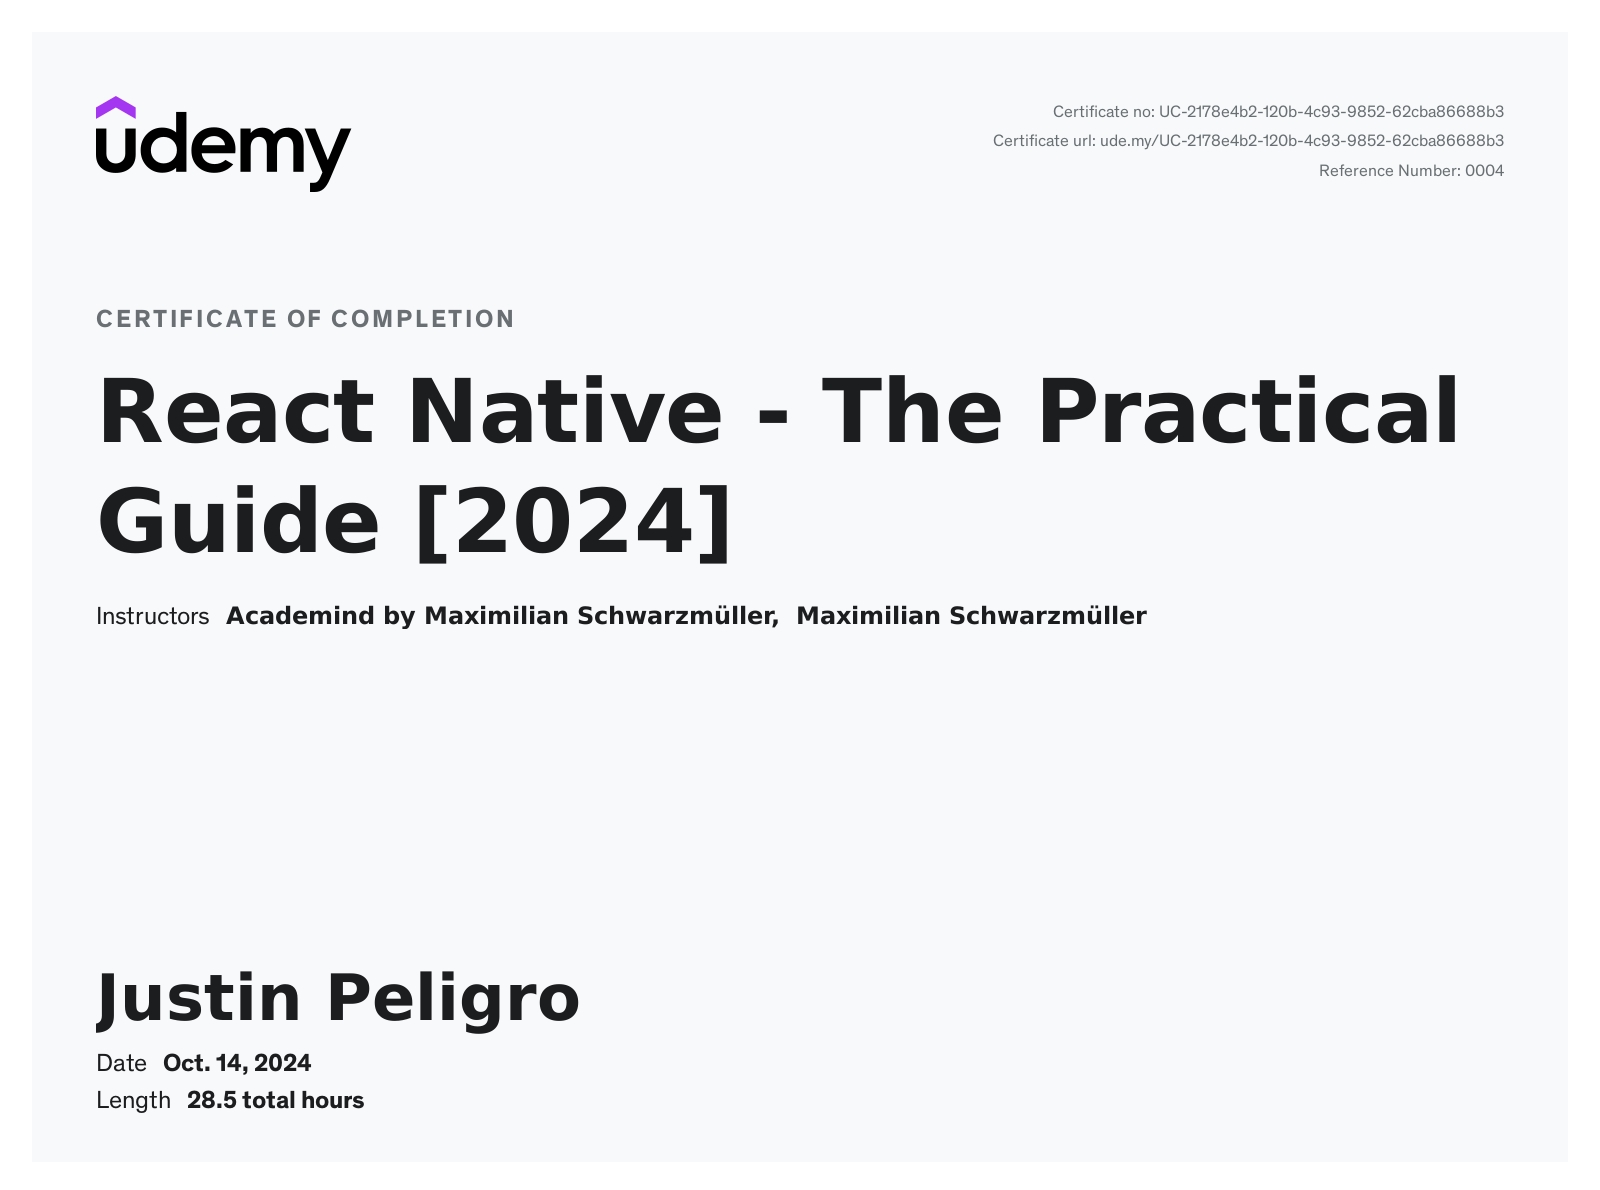 udemy
Certificate no: UC-2178e4b2-120b-4c93-9852-62cba86688b3
Certificate url: ude.my/UC-2178e4b2-120b-4c93-9852-62cba86688b3
Reference Number: 0004
CERTIFICATE OF COMPLETION
React Native - The Practical
Guide [2024]
Instructors Academind by Maximilian Schwarzmüller, Maximilian Schwarzmüller
Justin Peligro
Date Oct. 14, 2024
Length 28.5 total hours